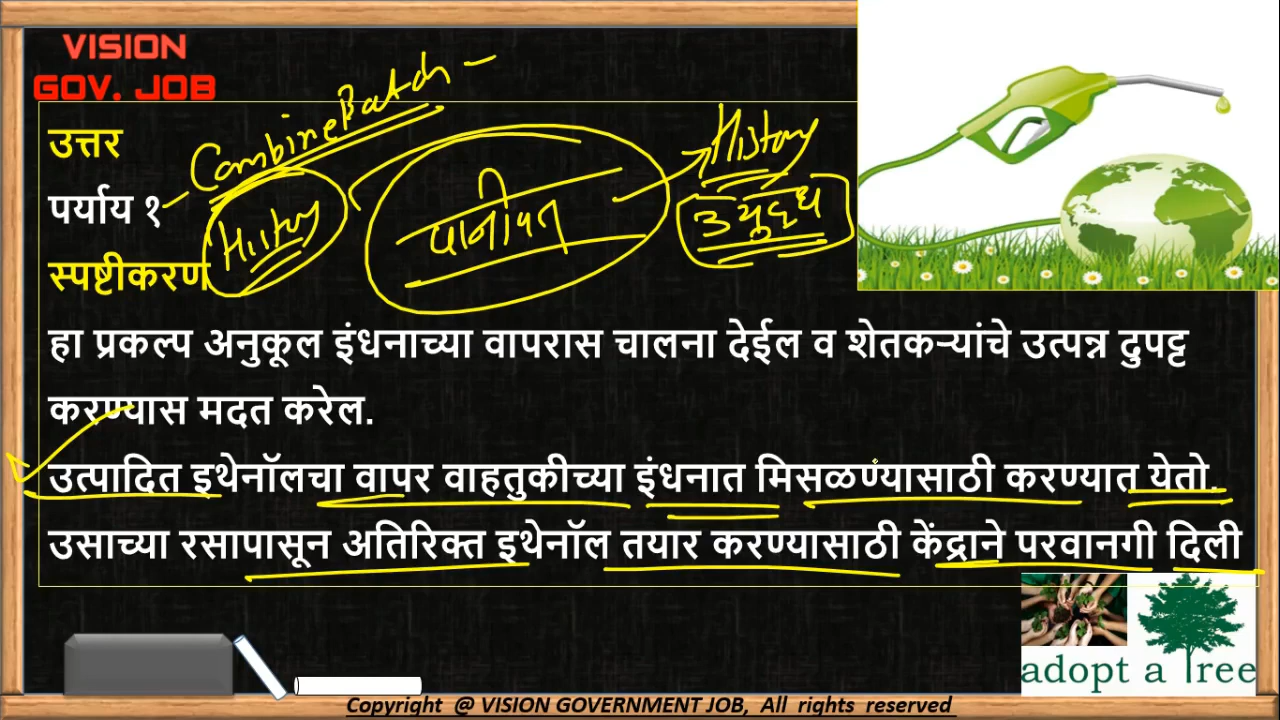 VISION
GOV. JOB
Combine Batch -
उत्तर
पर्याय १
History
पानीपत
History
३ युद्ध
स्पष्टीकरण
हा प्रकल्प अनुकूल इंधनाच्या वापरास चालना देईल व शेतकऱ्यांचे उत्पन्न दुपट्ट
करण्यास मदत करेल.
उत्पादित इथेनॉलचा वापर वाहतुकीच्या इंधनात मिसळण्यासाठी करण्यात येतो.
उसाच्या रसापासून अतिरिक्त इथेनॉल तयार करण्यासाठी केंद्राने परवानगी दिली
adopt a Tree
Copyright @ VISION GOVERNMENT JOB, All rights reserved